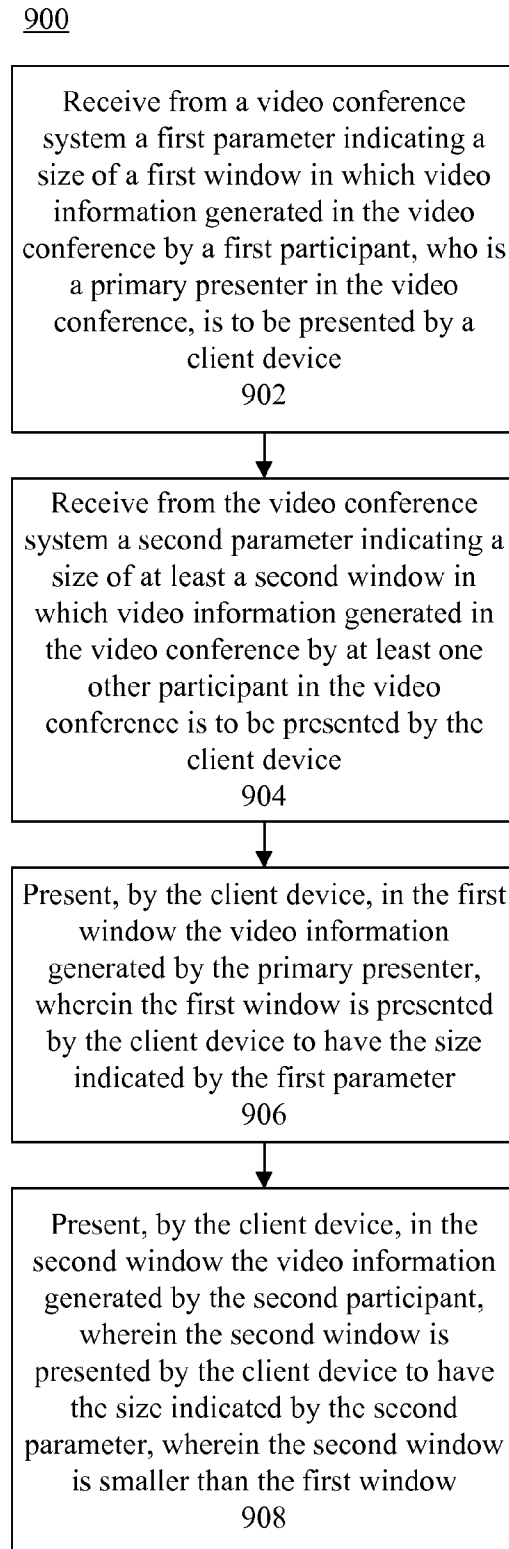 900
Receive from a video conference
system a first parameter indicating a
size of a first window in which video
information generated in the video
conference by a first participant, who is
a primary presenter in the video
conference, is to be presented by a
client device
902
Receive from the video conference
system a second parameter indicating a
size of at least a second window in
which video information generated in
the video conference by at least one
other participant in the video
conference is to be presented by the
client device
904
Present, by the client device, in the first
window the video information
generated by the primary presenter,
wherein the first window is presented
by the client device to have the size
indicated by the first parameter
906
Present, by the client device, in the
second window the video information
generated by the second participant,
wherein the second window is
presented by the client device to have
the size indicated by the second
parameter, wherein the second window
is smaller than the first window
908